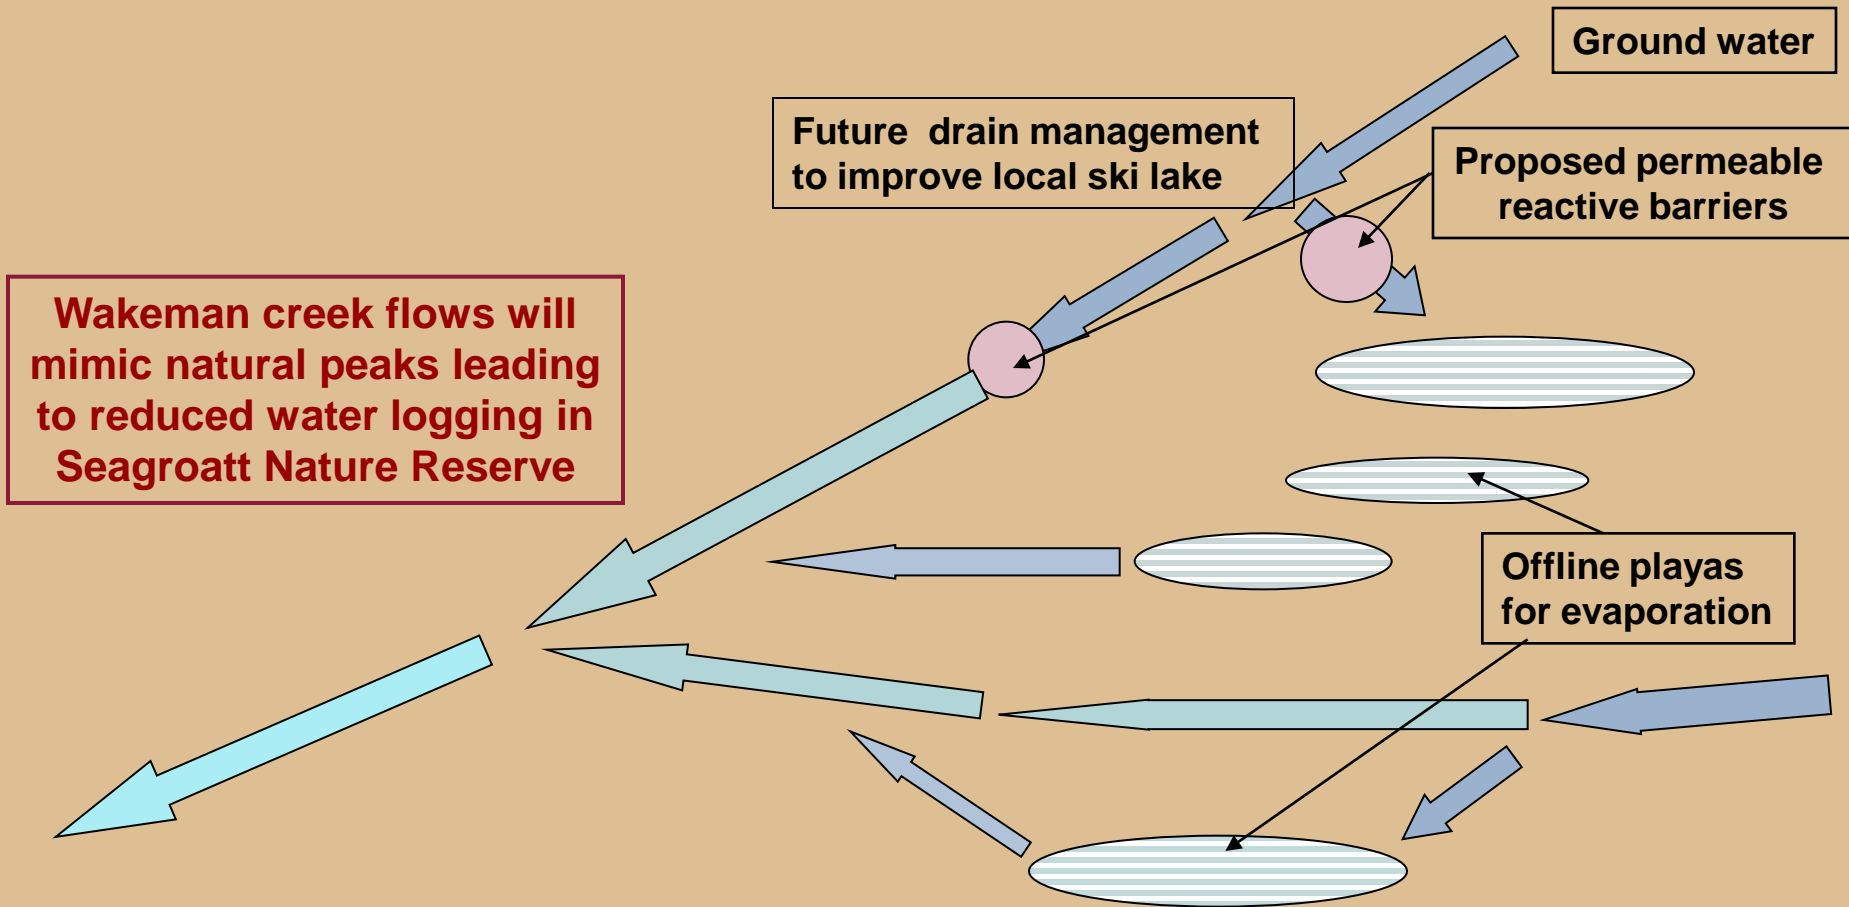 Ground water
Future  drain management
to improve local ski lake
Proposed permeable
reactive barriers
Wakeman creek flows will
mimic natural peaks leading
to reduced water logging in
Seagroatt Nature Reserve
Offline playas
for evaporation